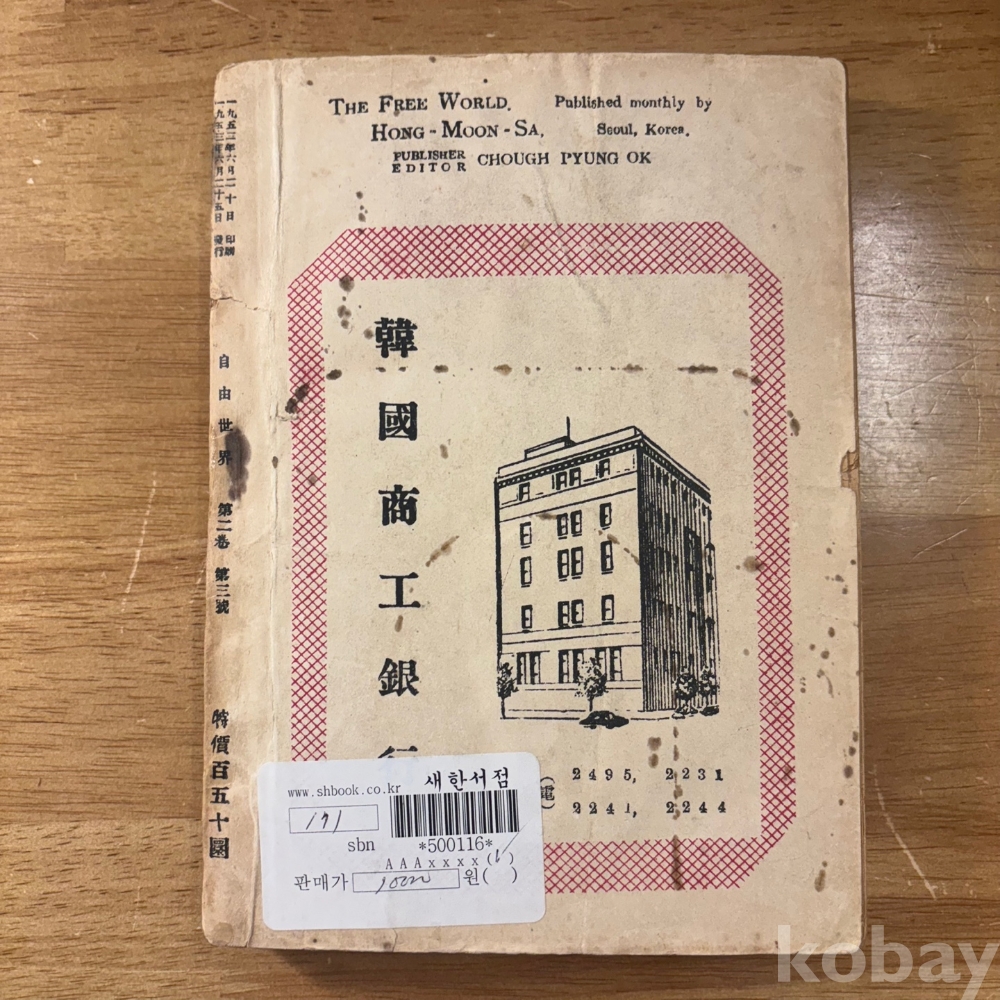 THE FREE WORLD. Published monthly by
HONG-MOON-SA, Seoul, Korea.
PUBLISHER
EDITOR CHOUGH PYUNG OK
一九五三年六月二十日 印刷
一九五三年六月二十五日 發行
自由世界 第二卷 第三號
特價百五十圜
韓國商工銀行
電 2495, 2231
2241, 2244
www.shbook.co.kr 새한서점
171
sbn *500116*
AAAxxxx( )
판매가 원( )
kobay